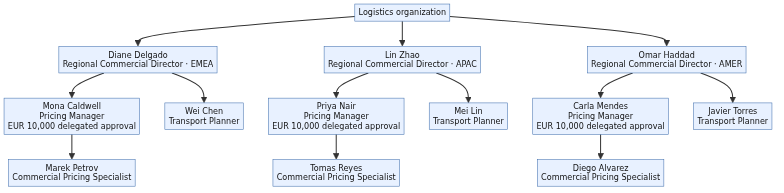 Logistics organization
Diane Delgado
Regional Commercial Director · EMEA
Lin Zhao
Regional Commercial Director · APAC
Omar Haddad
Regional Commercial Director · AMER
Mona Caldwell
Pricing Manager
EUR 10,000 delegated approval
Wei Chen
Transport Planner
Priya Nair
Pricing Manager
EUR 10,000 delegated approval
Mei Lin
Transport Planner
Carla Mendes
Pricing Manager
EUR 10,000 delegated approval
Javier Torres
Transport Planner
Marek Petrov
Commercial Pricing Specialist
Tomas Reyes
Commercial Pricing Specialist
Diego Alvarez
Commercial Pricing Specialist